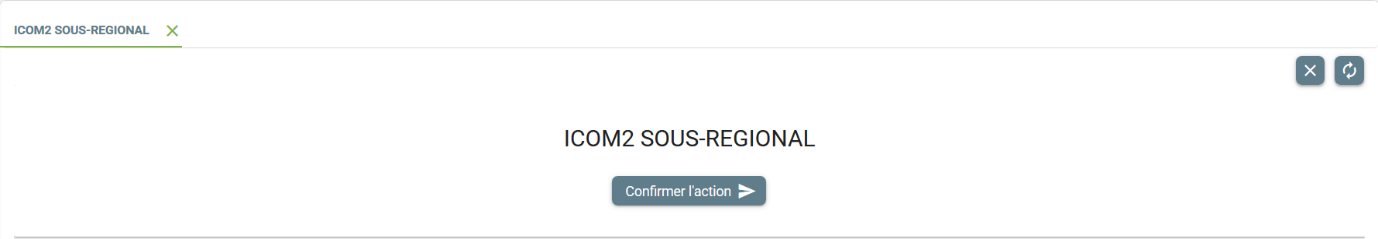 ICOM2 SOUS-REGIONAL
ICOM2 SOUS-REGIONAL
Confirmer l'action